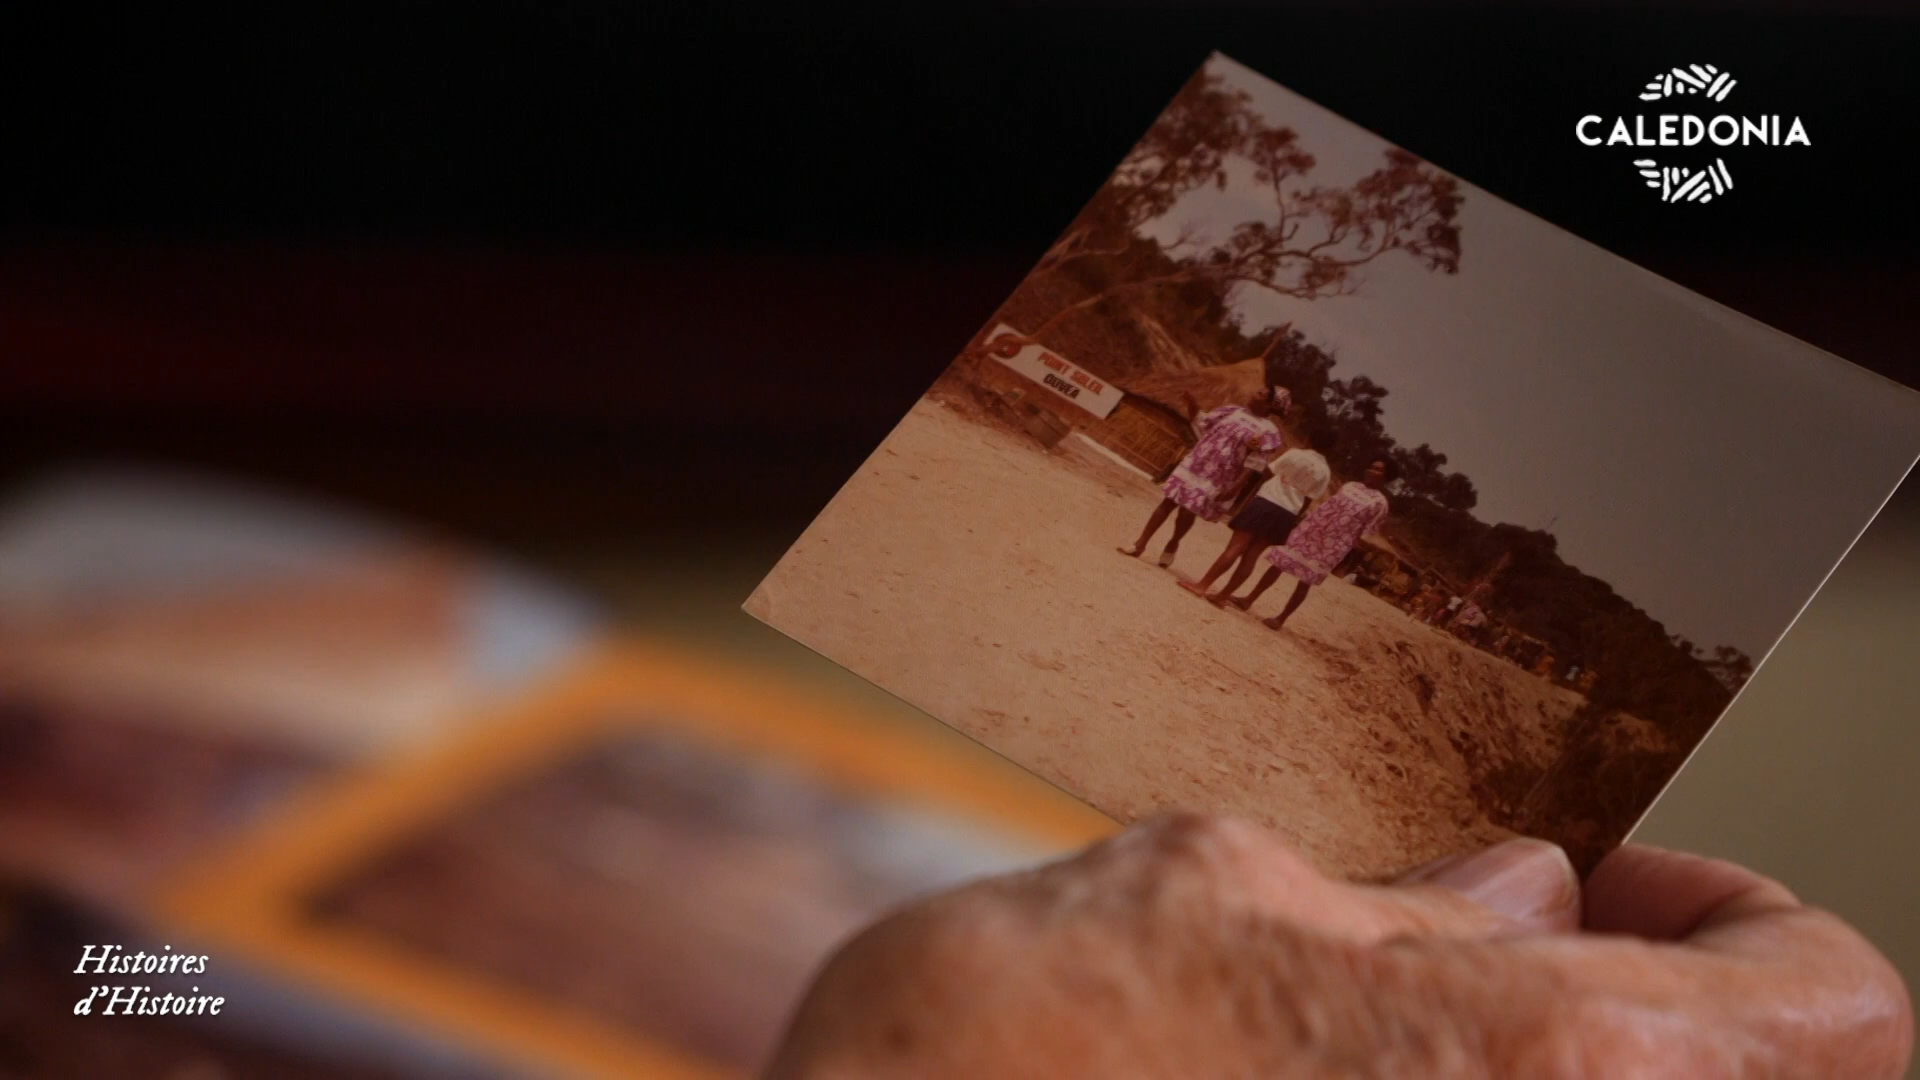 CALEDONIA
POINT SOLEIL
OUVEA
Histoires
d'Histoire